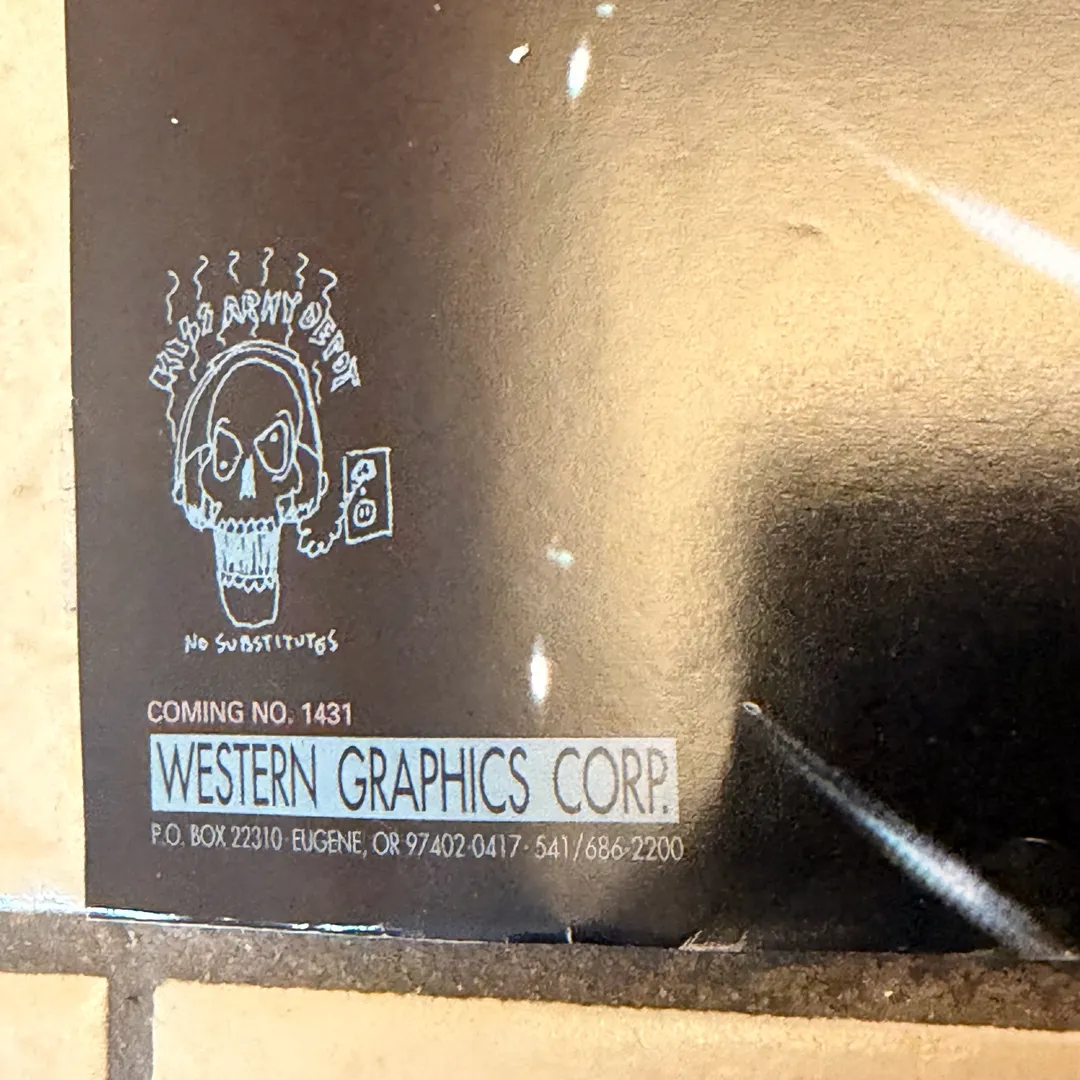 KISS ARMY DEPOT
NO SUBSTITUTES
COMING NO. 1431
WESTERN GRAPHICS CORP.
P.O. BOX 22310 · EUGENE, OR 97402-0417 · 541/686-2200